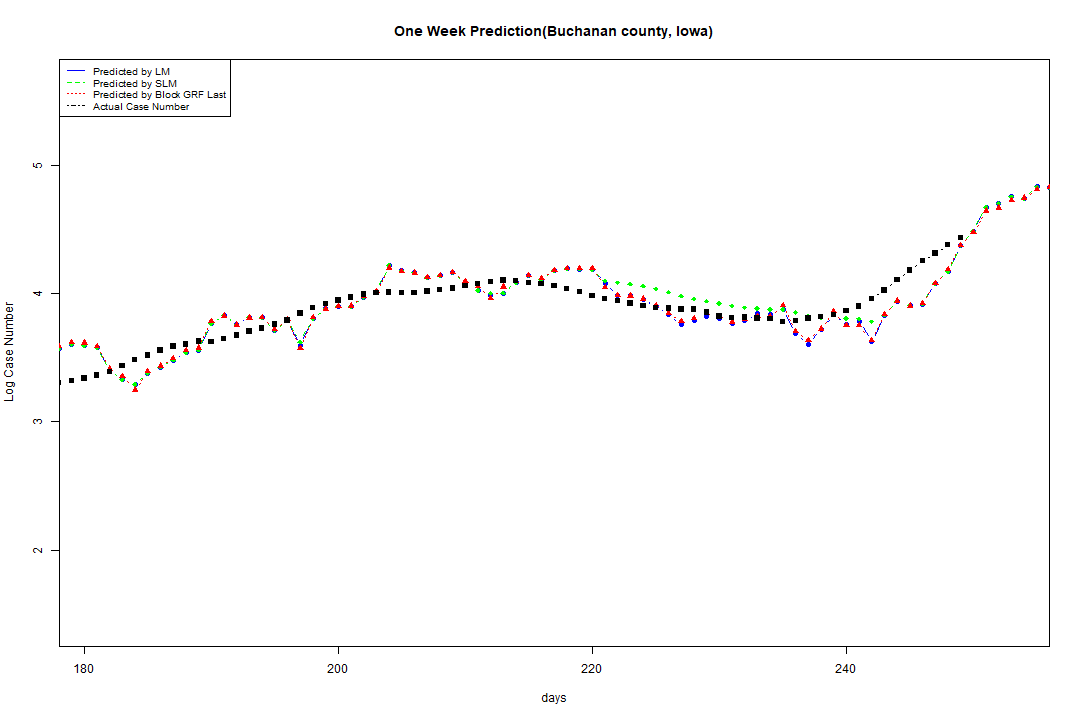 One Week Prediction(Buchanan county, Iowa)
Predicted by LM
Predicted by SLM
Predicted by Block GRF Last
Actual Case Number
5
4
3
2
Log Case Number
180 200 220 240
days